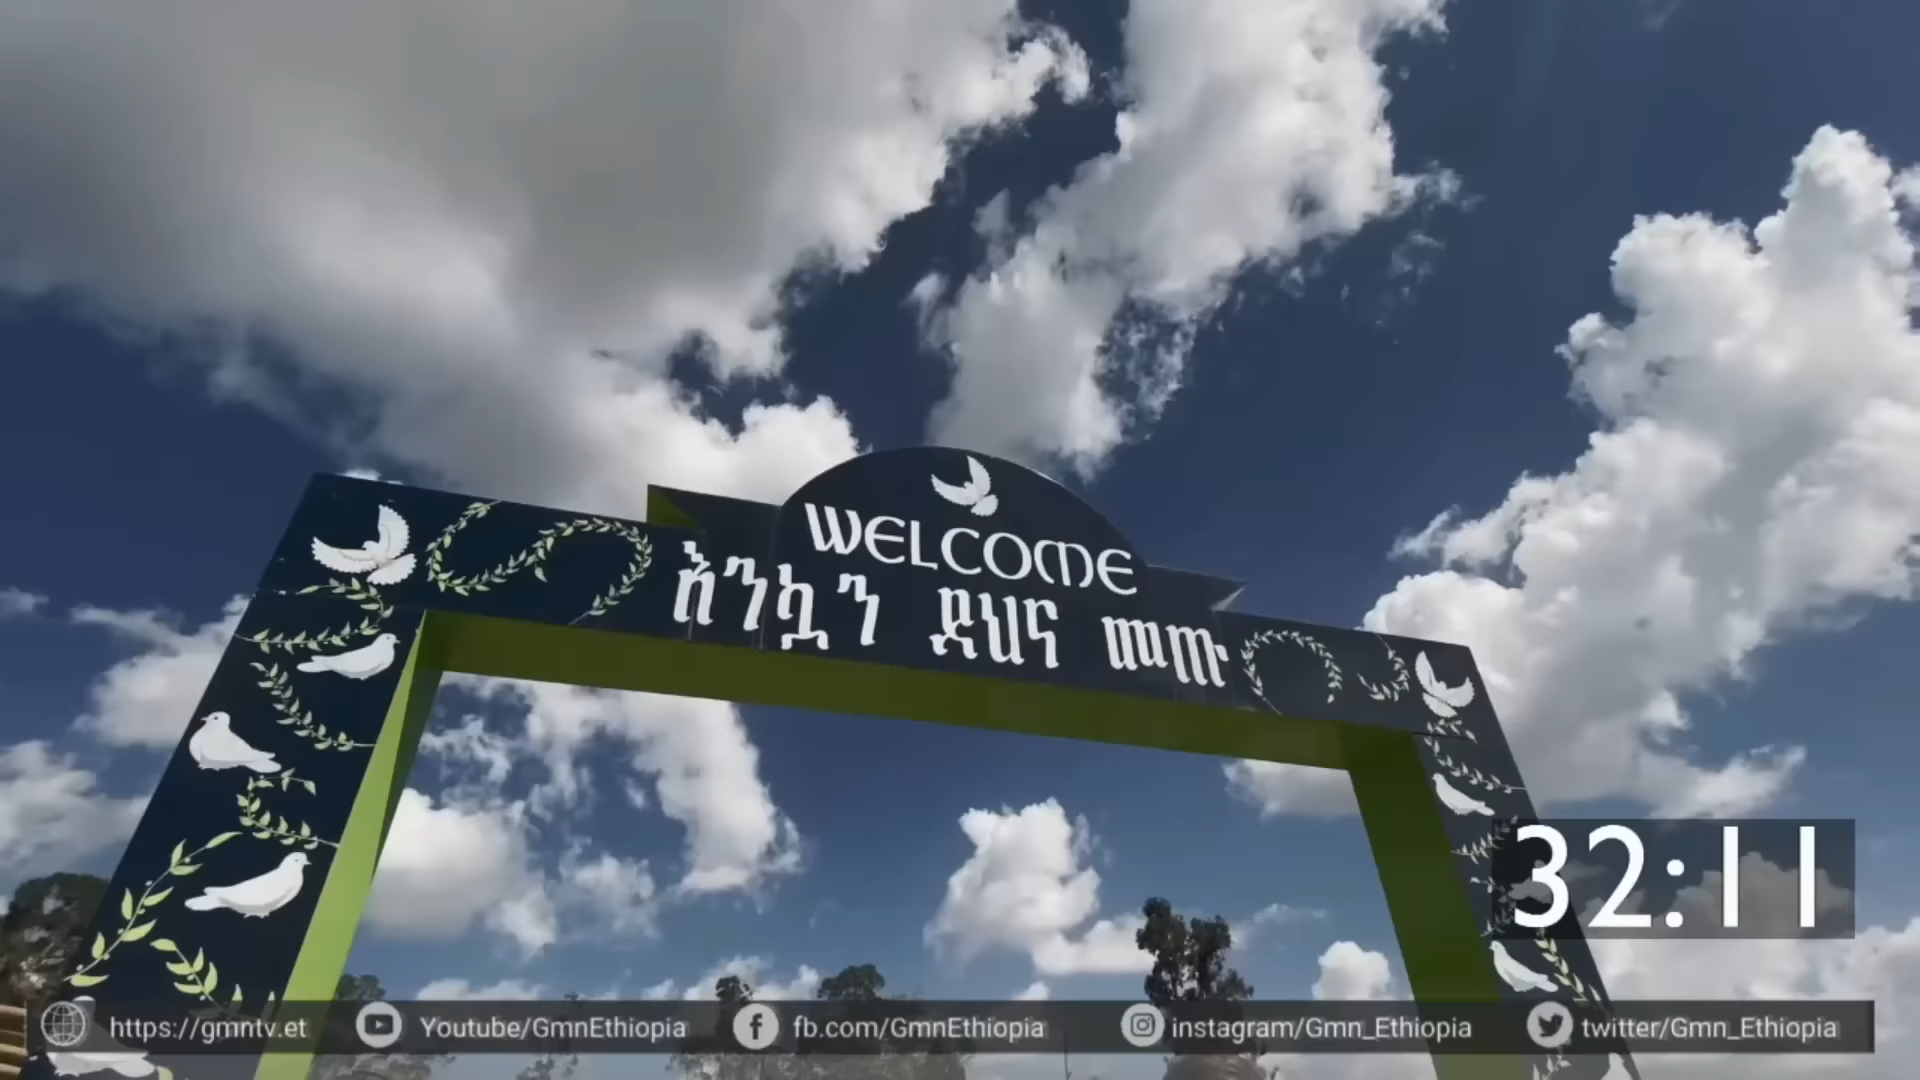 WELCOME
እንኳን ደህና መጡ
32:11
https://gmntv.et
Youtube/GmnEthiopia
fb.com/GmnEthiopia
instagram/Gmn_Ethiopia
twitter/Gmn_Ethiopia